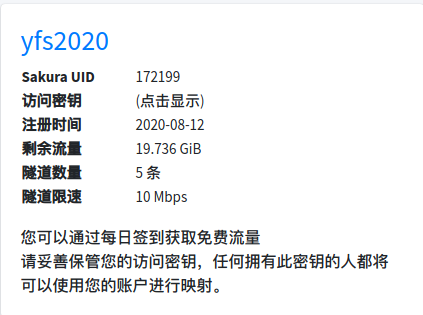 yfs2020
Sakura UID 172199
访问密钥 (点击显示)
注册时间 2020-08-12
剩余流量 19.736 GiB
隧道数量 5 条
隧道限速 10 Mbps
您可以通过每日签到获取免费流量
请妥善保管您的访问密钥，任何拥有此密钥的人都将
可以使用您的账户进行映射。